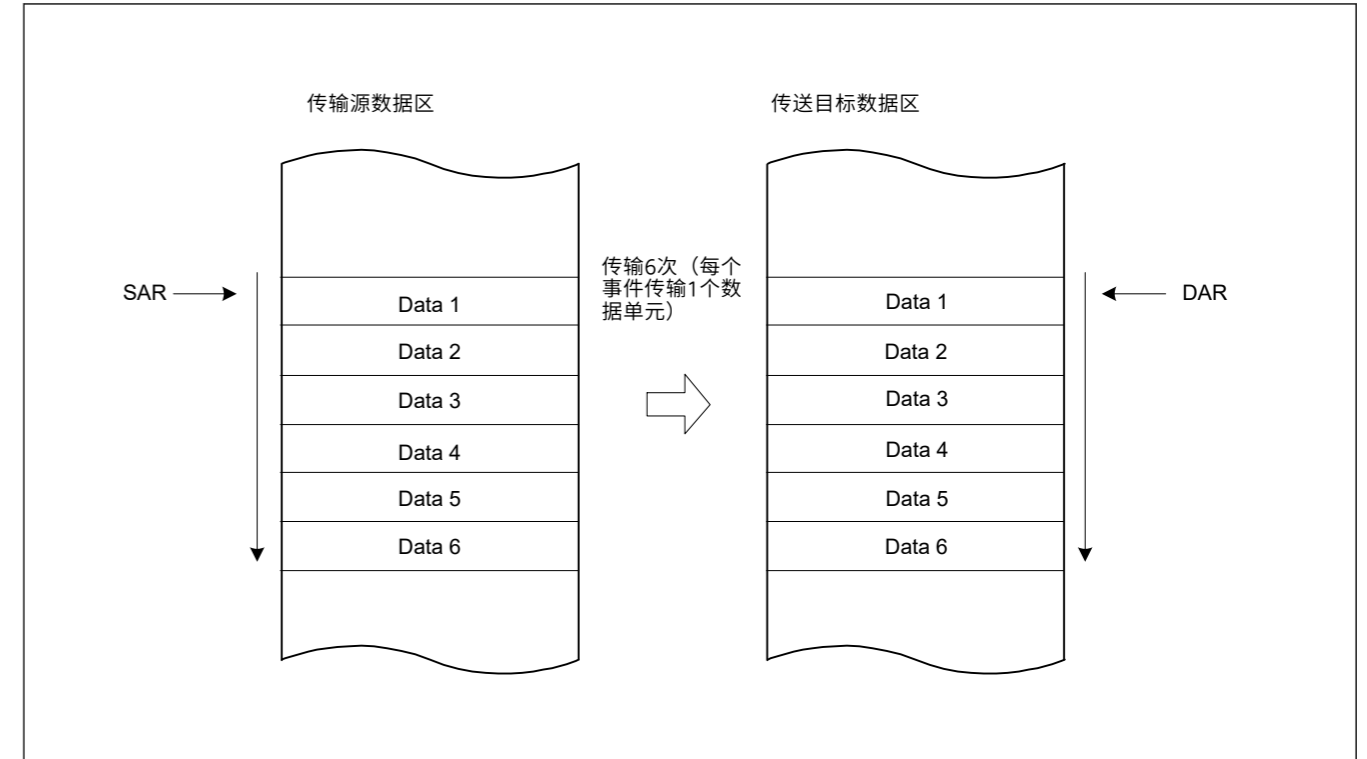 传输源数据区
传送目标数据区
传输6次（每个
事件传输1个数
据单元）
SAR
Data 1
Data 2
Data 3
Data 4
Data 5
Data 6
Data 1
Data 2
Data 3
Data 4
Data 5
Data 6
DAR